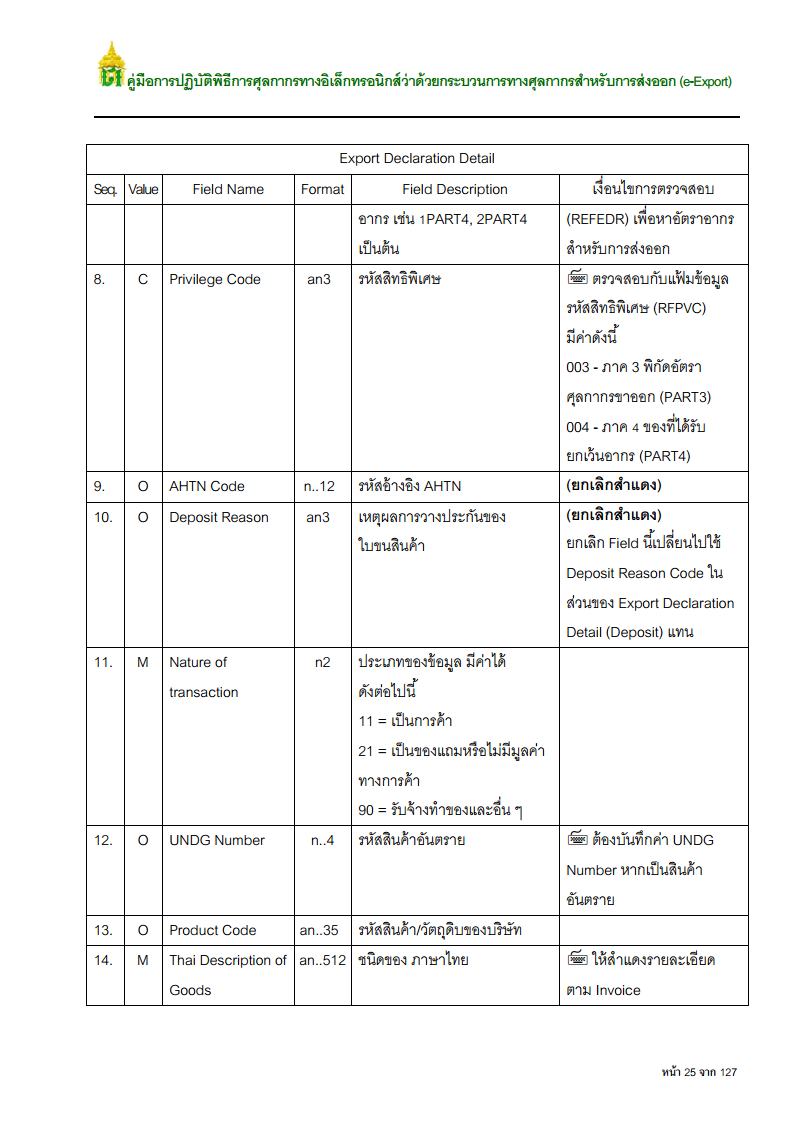 คู่มือการปฏิบัติพิธีการศุลกากรทางอิเล็กทรอนิกส์ว่าด้วยกระบวนการทางศุลกากรสำหรับการส่งออก (e-Export)
Export Declaration Detail
Seq. Value Field Name Format Field Description เงื่อนไขการตรวจสอบ
อากร เช่น 1PART4, 2PART4 (REFEDR) เพื่อหาอัตราอากร
เป็นต้น สำหรับการส่งออก
8. C Privilege Code an3 รหัสสิทธิพิเศษ ตรวจสอบกับแฟ้มข้อมูล
รหัสสิทธิพิเศษ (RFPVC)
มีค่าดังนี้
003 - ภาค 3 พิกัดอัตรา
ศุลกากรขาออก (PART3)
004 - ภาค 4 ของที่ได้รับ
ยกเว้นอากร (PART4)
9. O AHTN Code n..12 รหัสอ้างอิง AHTN (ยกเลิกสำแดง)
10. O Deposit Reason an3 เหตุผลการวางประกันของ (ยกเลิกสำแดง)
ใบขนสินค้า ยกเลิก Field นี้เปลี่ยนไปใช้
Deposit Reason Code ใน
ส่วนของ Export Declaration
Detail (Deposit) แทน
11. M Nature of n2 ประเภทของข้อมูล มีค่าได้
transaction ดังต่อไปนี้
11 = เป็นการค้า
21 = เป็นของแถมหรือไม่มีมูลค่า
ทางการค้า
90 = รับจ้างทำของและอื่น ๆ
12. O UNDG Number n..4 รหัสสินค้าอันตราย ต้องบันทึกค่า UNDG
Number หากเป็นสินค้า
อันตราย
13. O Product Code an..35 รหัสสินค้า/วัตถุดิบของบริษัท
14. M Thai Description of an..512 ชนิดของ ภาษาไทย ให้สำแดงรายละเอียด
Goods ตาม Invoice
หน้า 25 จาก 127